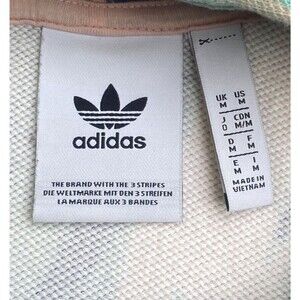 adidas
THE BRAND WITH THE 3 STRIPES
DIE WELTMARKE MIT DEN 3 STREIFEN
LA MARQUE AUX 3 BANDES
UK US
M M
J CDN
O M/M
D F
M M
E I
M M
MADE IN
VIETNAM